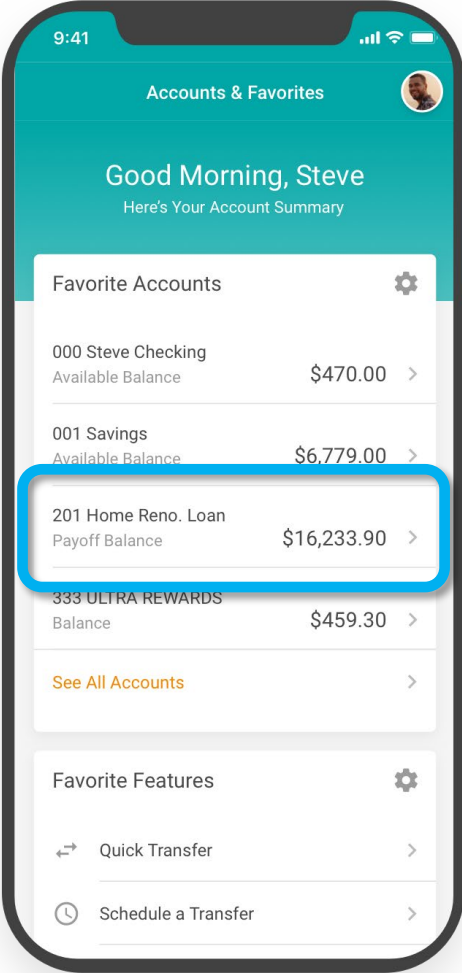 9:41
Accounts & Favorites
Good Morning, Steve
Here's Your Account Summary
Favorite Accounts
000 Steve Checking
Available Balance
$470.00
001 Savings
Available Balance
$6,779.00
201 Home Reno. Loan
Payoff Balance
$16,233.90
333 ULTRA REWARDS
Balance
$459.30
See All Accounts
Favorite Features
Quick Transfer
Schedule a Transfer